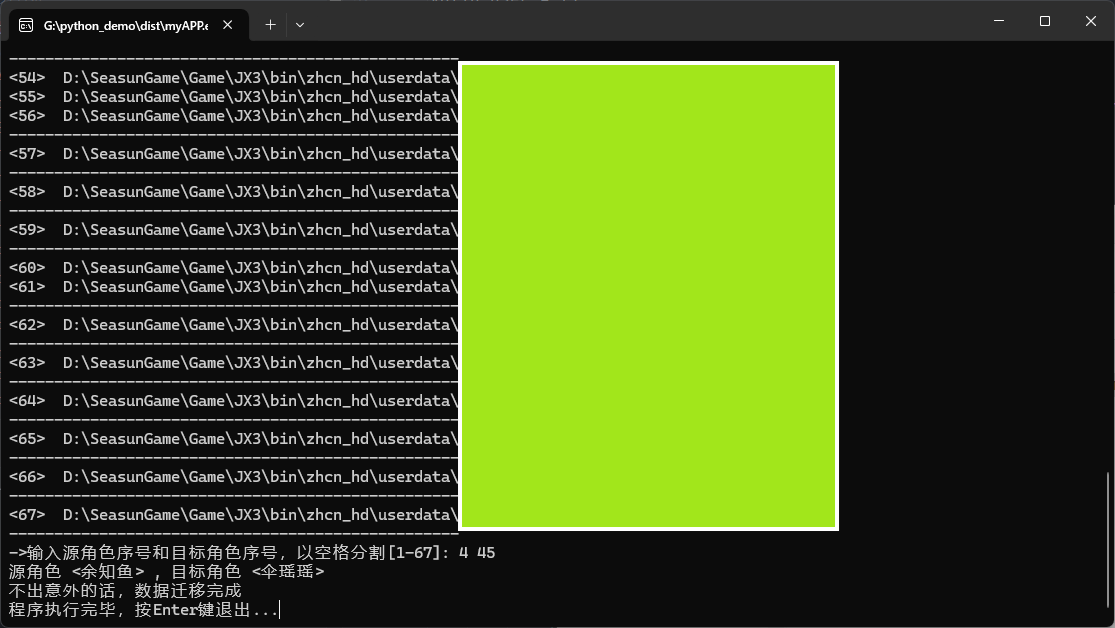 G:\python_demo\dist\myAPP.e
----------------------------------------------------
<54>  D:\SeasunGame\Game\JX3\bin\zhcn_hd\userdata\
<55>  D:\SeasunGame\Game\JX3\bin\zhcn_hd\userdata\
<56>  D:\SeasunGame\Game\JX3\bin\zhcn_hd\userdata\
----------------------------------------------------
<57>  D:\SeasunGame\Game\JX3\bin\zhcn_hd\userdata\
----------------------------------------------------
<58>  D:\SeasunGame\Game\JX3\bin\zhcn_hd\userdata\
----------------------------------------------------
<59>  D:\SeasunGame\Game\JX3\bin\zhcn_hd\userdata\
----------------------------------------------------
<60>  D:\SeasunGame\Game\JX3\bin\zhcn_hd\userdata\
<61>  D:\SeasunGame\Game\JX3\bin\zhcn_hd\userdata\
----------------------------------------------------
<62>  D:\SeasunGame\Game\JX3\bin\zhcn_hd\userdata\
----------------------------------------------------
<63>  D:\SeasunGame\Game\JX3\bin\zhcn_hd\userdata\
----------------------------------------------------
<64>  D:\SeasunGame\Game\JX3\bin\zhcn_hd\userdata\
----------------------------------------------------
<65>  D:\SeasunGame\Game\JX3\bin\zhcn_hd\userdata\
----------------------------------------------------
<66>  D:\SeasunGame\Game\JX3\bin\zhcn_hd\userdata\
----------------------------------------------------
<67>  D:\SeasunGame\Game\JX3\bin\zhcn_hd\userdata\
----------------------------------------------------
->输入源角色序号和目标角色序号，以空格分割[1-67]: 4 45
源角色 <余知鱼> ，目标角色 <伞瑶瑶>
不出意外的话，数据迁移完成
程序执行完毕，按Enter键退出...